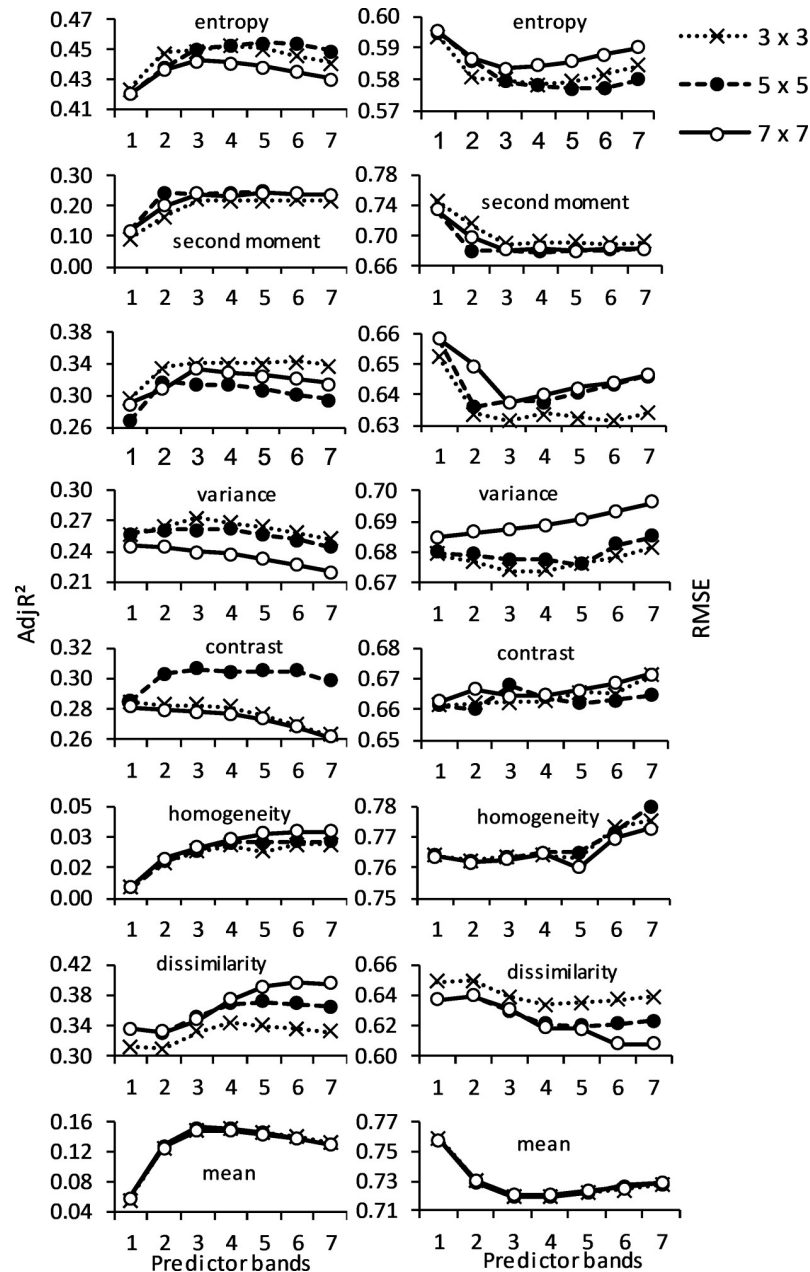 entropy
0.47
0.45
0.43
0.41
1 2 3 4 5 6 7
entropy
0.60
0.59
0.58
0.57
1 2 3 4 5 6 7
3 x 3
5 x 5
7 x 7
0.30
0.20
0.10
0.00
second moment
1 2 3 4 5 6 7
0.78
0.74
0.70
0.66
second moment
1 2 3 4 5 6 7
0.38
0.34
0.30
0.26
1 2 3 4 5 6 7
0.66
0.65
0.64
0.63
1 2 3 4 5 6 7
Adj R²
RMSE
0.30
0.27
0.24
0.21
variance
1 2 3 4 5 6 7
0.70
0.69
0.68
0.67
variance
1 2 3 4 5 6 7
contrast
0.32
0.30
0.28
0.26
1 2 3 4 5 6 7
0.68
0.67
0.66
0.65
contrast
1 2 3 4 5 6 7
0.05
0.03
0.02
0.00
homogeneity
1 2 3 4 5 6 7
0.78
0.77
0.76
0.75
homogeneity
1 2 3 4 5 6 7
0.42
0.38
0.34
0.30
dissimilarity
1 2 3 4 5 6 7
0.66
0.64
0.62
0.60
dissimilarity
1 2 3 4 5 6 7
0.16
0.12
0.08
0.04
mean
1 2 3 4 5 6 7
Predictor bands
0.77
0.75
0.73
0.71
mean
1 2 3 4 5 6 7
Predictor bands